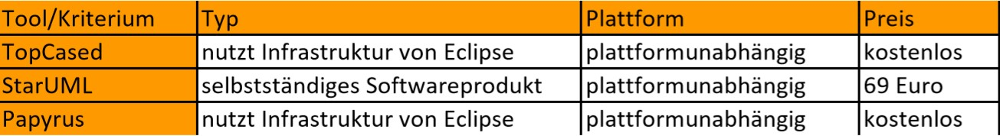 Tool/Kriterium Typ Plattform Preis
TopCased nutzt Infrastruktur von Eclipse plattformunabhängig kostenlos
StarUML selbstständiges Softwareprodukt plattformunabhängig 69 Euro
Papyrus nutzt Infrastruktur von Eclipse plattformunabhängig kostenlos